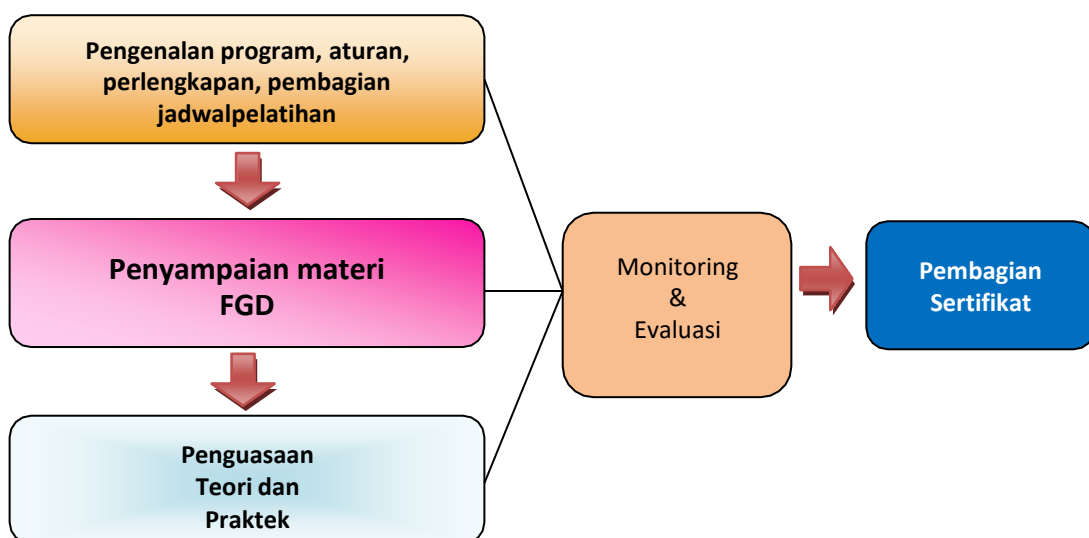 Pengenalan program, aturan,
perlengkapan, pembagian
jadwalpelatihan
Penyampaian materi
FGD
Penguasaan
Teori dan
Praktek
Monitoring
&
Evaluasi
Pembagian
Sertifikat